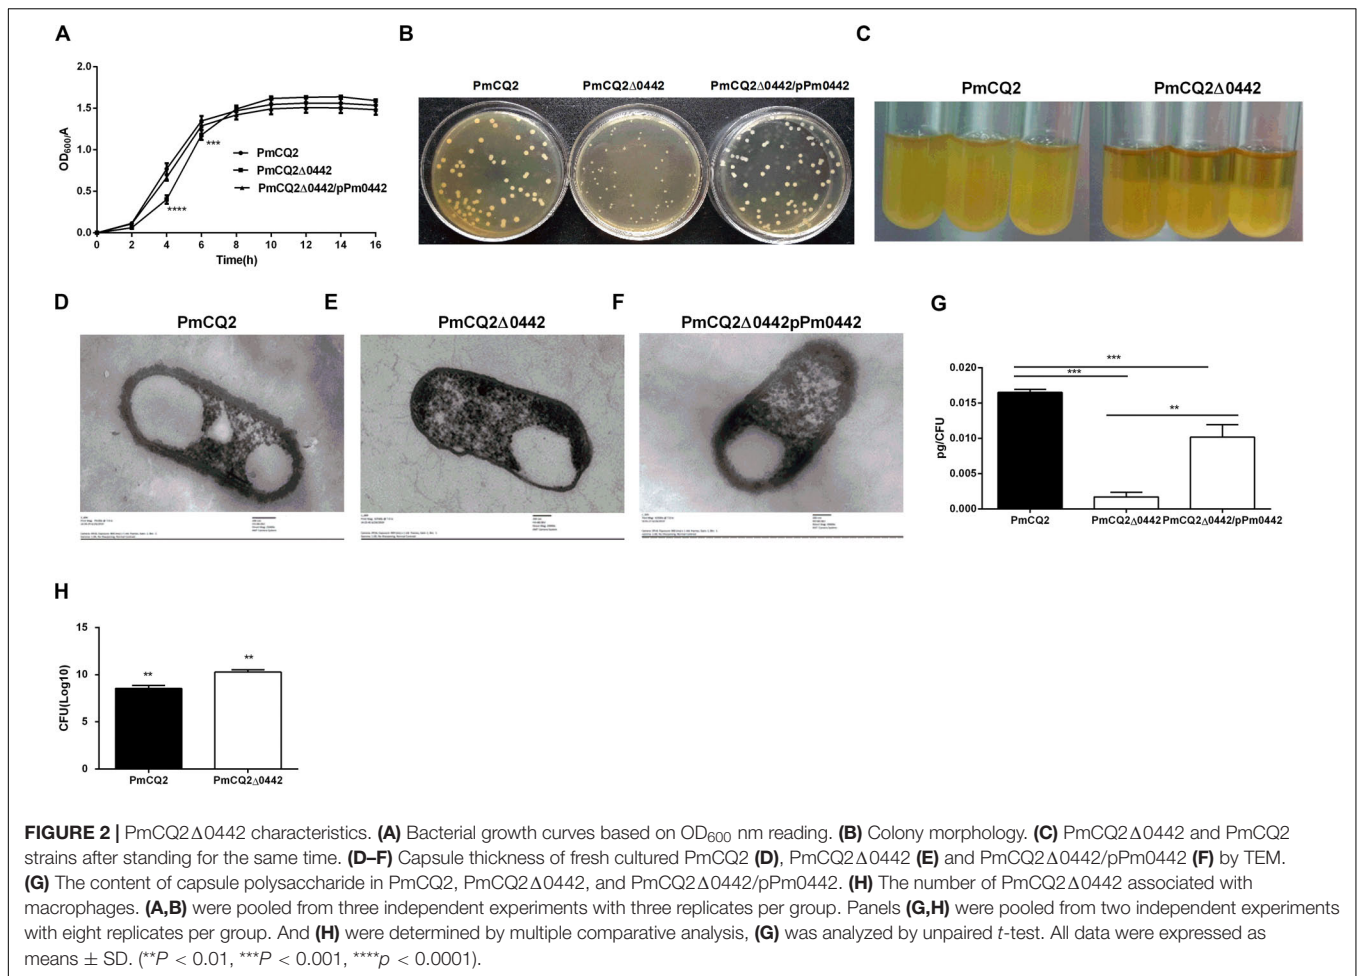 A
B
C
2.0
1.5
1.0
0.5
0.0
OD600/A
***
****
PmCQ2
PmCQ2Δ0442
PmCQ2Δ0442/pPm0442
0 2 4 6 8 10 12 14 16
Time(h)
PmCQ2 PmCQ2Δ0442 PmCQ2Δ0442/pPm0442
PmCQ2 PmCQ2Δ0442
D
E
F
G
PmCQ2
PmCQ2Δ0442
PmCQ2Δ0442pPm0442
0.020
0.015
0.010
0.005
0.000
pg/CFU
***
***
**
PmCQ2 PmCQ2Δ0442 PmCQ2Δ0442/pPm0442
H
15
10
5
0
CFU(Log10)
**
**
PmCQ2 PmCQ2Δ0442
FIGURE 2 | PmCQ2Δ0442 characteristics. (A) Bacterial growth curves based on OD600 nm reading. (B) Colony morphology. (C) PmCQ2Δ0442 and PmCQ2
strains after standing for the same time. (D–F) Capsule thickness of fresh cultured PmCQ2 (D), PmCQ2Δ0442 (E) and PmCQ2Δ0442/pPm0442 (F) by TEM.
(G) The content of capsule polysaccharide in PmCQ2, PmCQ2Δ0442, and PmCQ2Δ0442/pPm0442. (H) The number of PmCQ2Δ0442 associated with
macrophages. (A,B) were pooled from three independent experiments with three replicates per group. Panels (G,H) were pooled from two independent experiments
with eight replicates per group. And (H) were determined by multiple comparative analysis, (G) was analyzed by unpaired t-test. All data were expressed as
means ± SD. (**P < 0.01, ***P < 0.001, ****p < 0.0001).